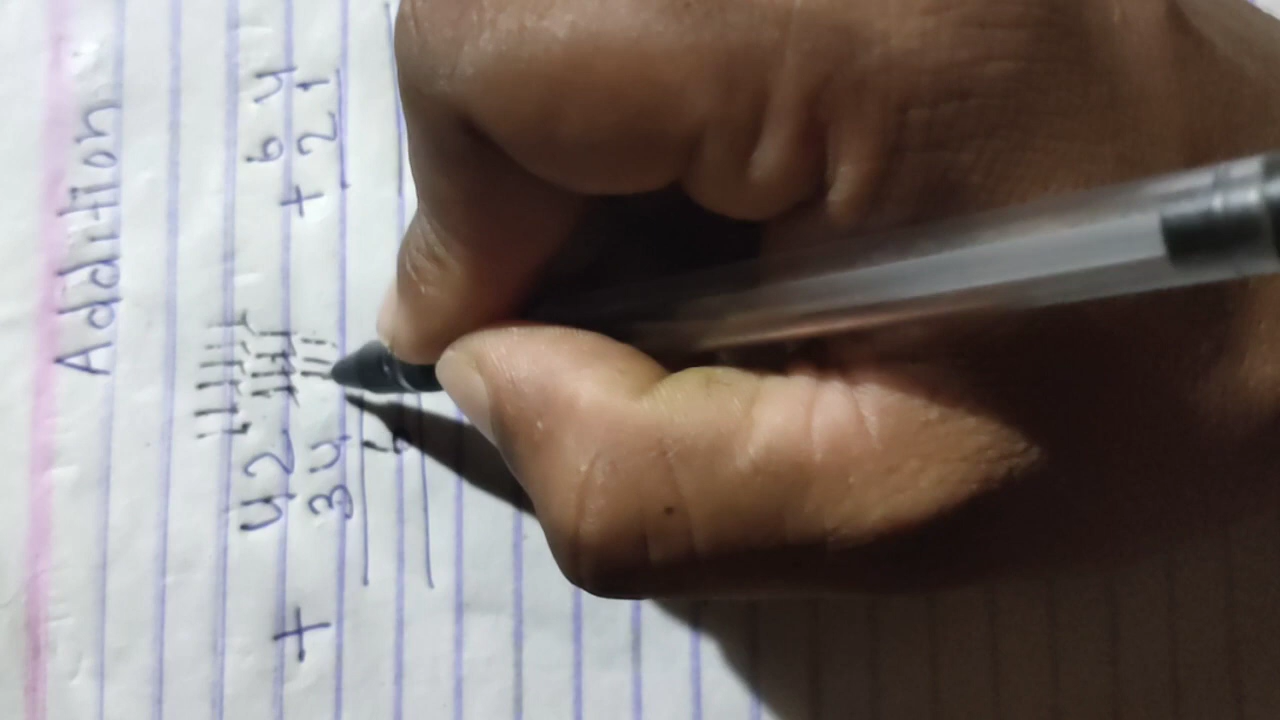 Addition
42 64
+ 34 + 21